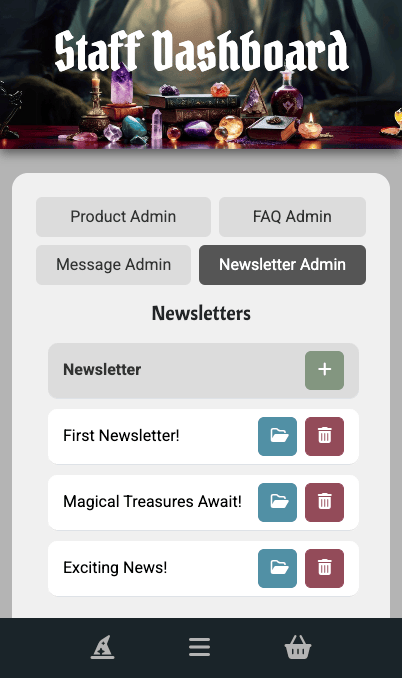 Staff Dashboard
Product Admin
FAQ Admin
Message Admin
Newsletter Admin
Newsletters
Newsletter
First Newsletter!
Magical Treasures Await!
Exciting News!